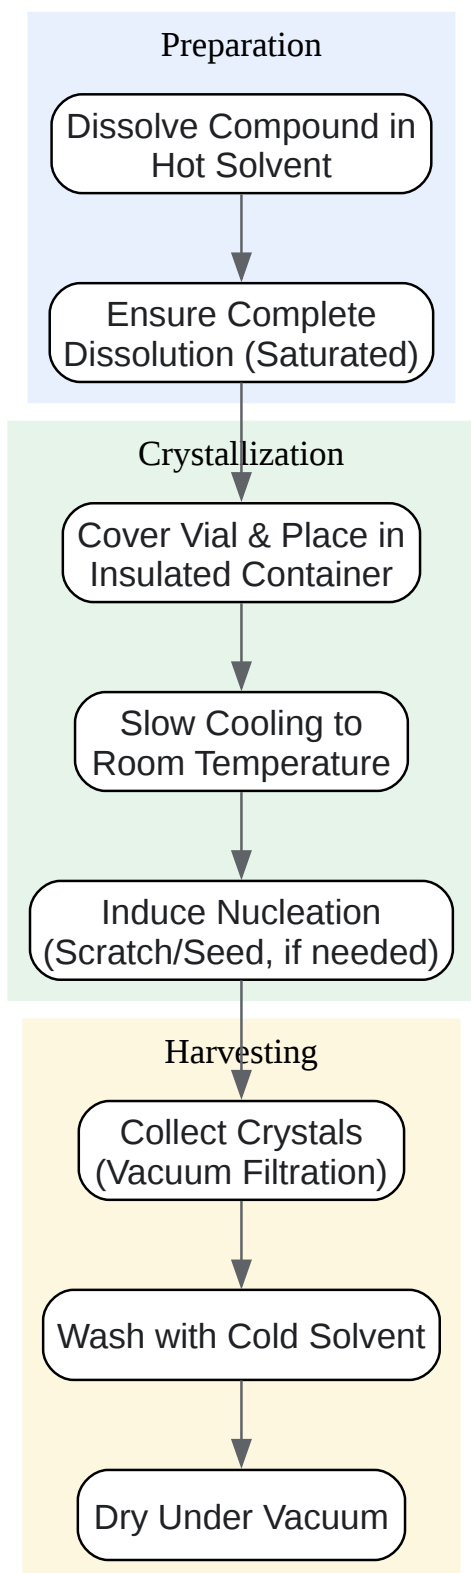 Preparation
Dissolve Compound in
Hot Solvent
Ensure Complete
Dissolution (Saturated)
Crystallization
Cover Vial & Place in
Insulated Container
Slow Cooling to
Room Temperature
Induce Nucleation
(Scratch/Seed, if needed)
Harvesting
Collect Crystals
(Vacuum Filtration)
Wash with Cold Solvent
Dry Under Vacuum